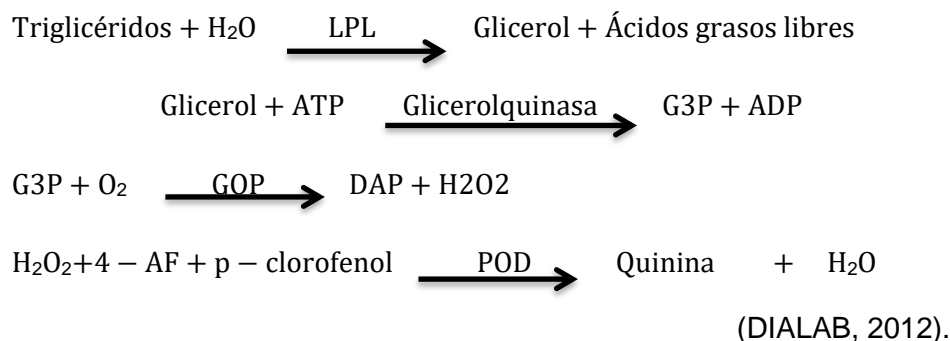 Triglicéridos + H₂O LPL Glicerol + Ácidos grasos libres
Glicerol + ATP Glicerolquinasa G3P + ADP
G3P + O₂ GOP DAP + H2O2
H₂O₂+4 − AF + p − clorofenol POD Quinina + H₂O
(DIALAB, 2012).